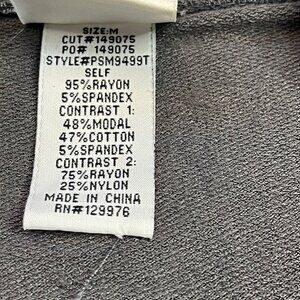 SIZE:M
CUT#149075
PO# 149075
STYLE#PSM9499T
SELF
95%RAYON
5%SPANDEX
CONTRAST 1:
48%MODAL
47%COTTON
5%SPANDEX
CONTRAST 2:
75%RAYON
25%NYLON
MADE IN CHINA
RN#129976